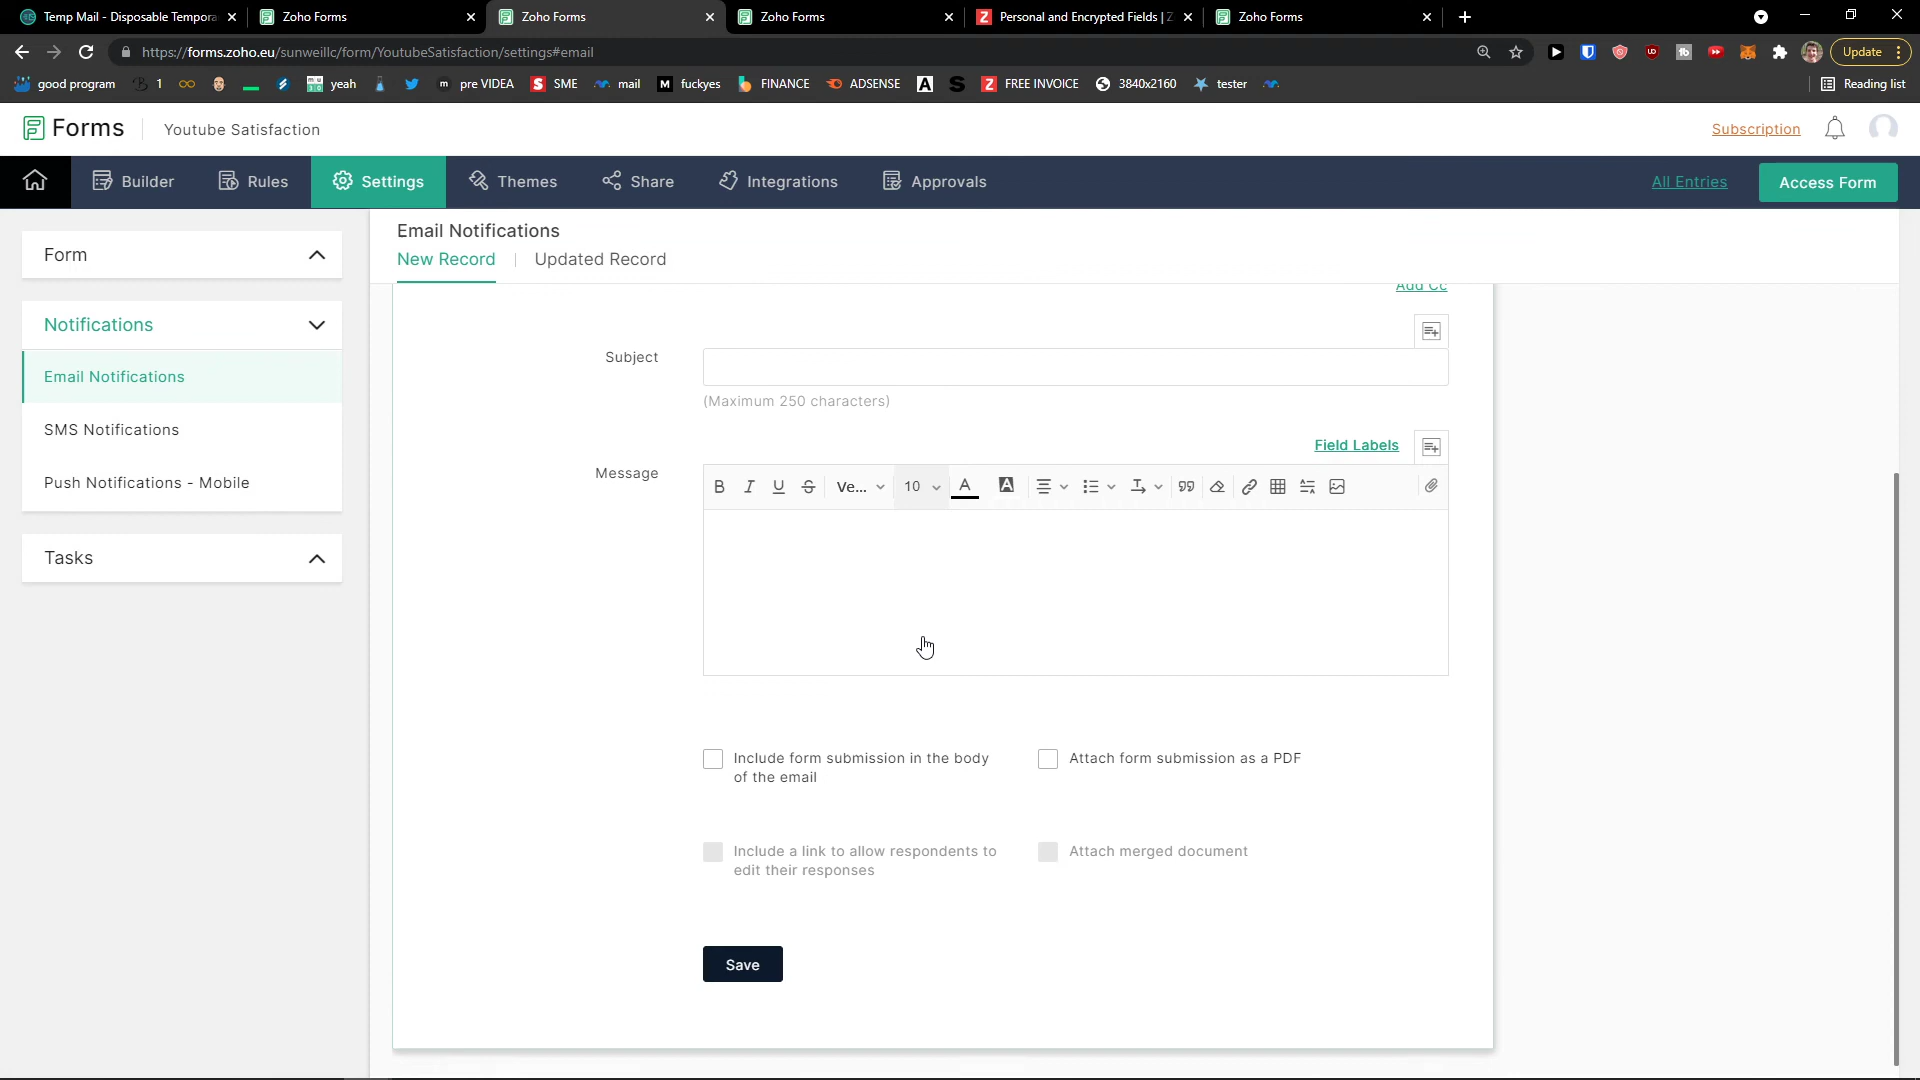 Temp Mail - Disposable Tempora
Zoho Forms
Zoho Forms
Zoho Forms
Personal and Encrypted Fields | Z
Zoho Forms
https://forms.zoho.eu/sunweillc/form/YoutubeSatisfaction/settings#email
Update
good program
1
yeah
pre VIDEA
SME
mail
fuckyes
FINANCE
ADSENSE
FREE INVOICE
3840x2160
tester
Reading list
Forms
Youtube Satisfaction
Subscription
Builder
Rules
Settings
Themes
Share
Integrations
Approvals
All Entries
Access Form
Form
Notifications
Email Notifications
SMS Notifications
Push Notifications - Mobile
Tasks
Email Notifications
New Record
Updated Record
Add Cc
Subject
(Maximum 250 characters)
Field Labels
Message
B I U S Ve... 10 A A
Include form submission in the body
of the email
Attach form submission as a PDF
Include a link to allow respondents to
edit their responses
Attach merged document
Save